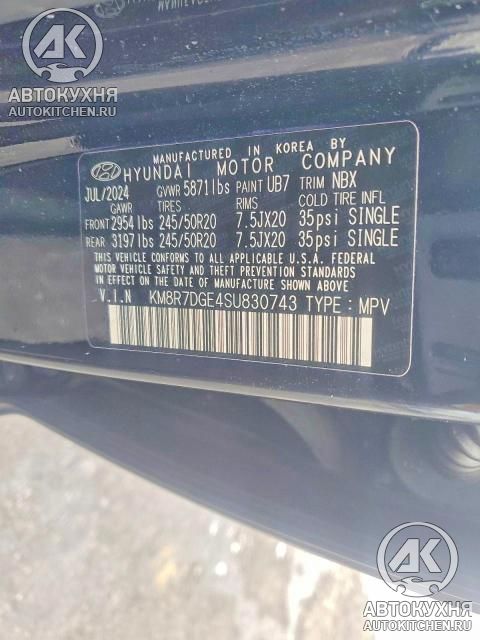 AK
АВТОКУХНЯ
AUTOKITCHEN.RU
MANUFACTURED IN KOREA BY
HYUNDAI MOTOR COMPANY
JUL/2024 GVWR 5871lbs PAINT UB7 TRIM NBX
GAWR TIRES RIMS COLD TIRE INFL
FRONT 2954lbs 245/50R20 7.5JX20 35psi SINGLE
REAR 3197lbs 245/50R20 7.5JX20 35psi SINGLE
THIS VEHICLE CONFORMS TO ALL APPLICABLE U.S.A. FEDERAL
MOTOR VEHICLE SAFETY AND THEFT PREVENTION STANDARDS
IN EFFECT ON THE DATE OF MANUFACTURE SHOWN ABOVE.
V.I.N KM8R7DGE4SU830743 TYPE : MPV
AK
АВТОКУХНЯ
AUTOKITCHEN.RU